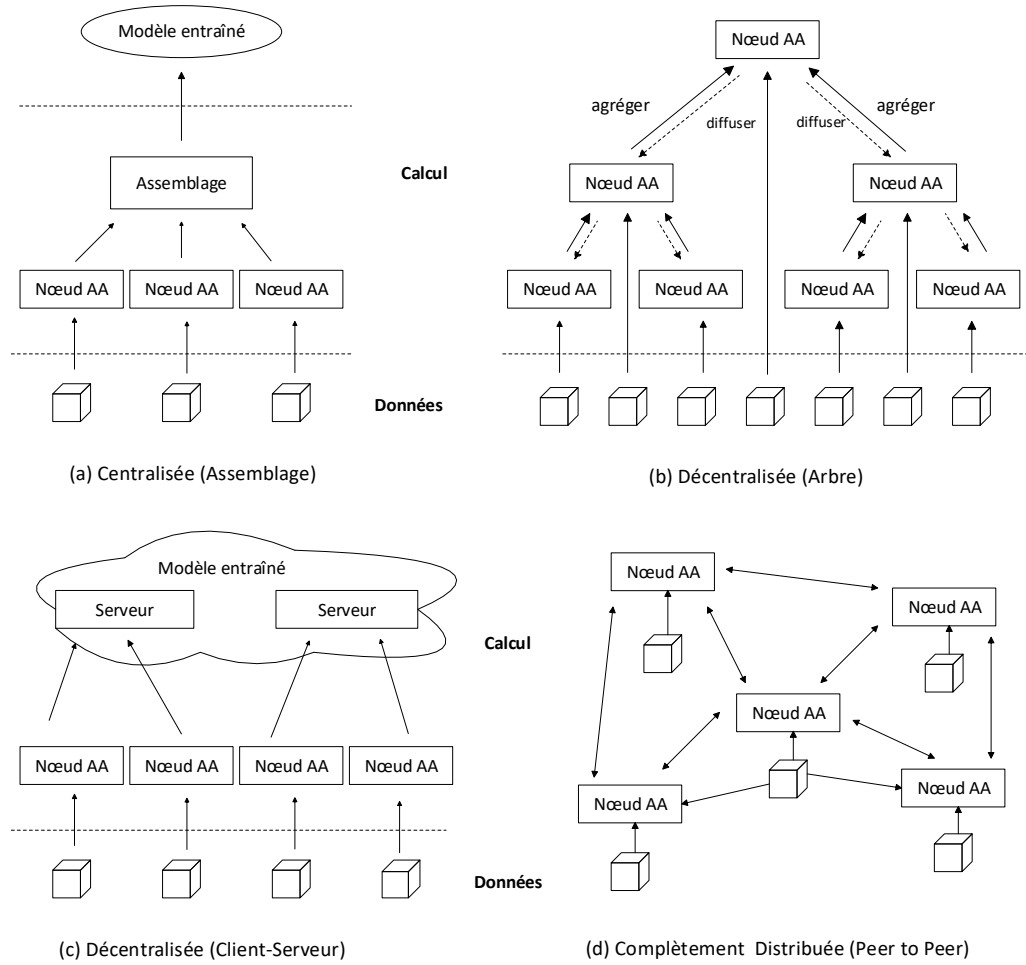 Modèle entraîné
Assemblage
Nœud AA
Nœud AA
Nœud AA
(a) Centralisée (Assemblage)
Calcul
Données
Nœud AA
agréger
diffuser
diffuser
agréger
Nœud AA
Nœud AA
Nœud AA
Nœud AA
Nœud AA
Nœud AA
(b) Décentralisée (Arbre)
Modèle entraîné
Serveur
Serveur
Nœud AA
Nœud AA
Nœud AA
Nœud AA
(c) Décentralisée (Client-Serveur)
Calcul
Données
Nœud AA
Nœud AA
Nœud AA
Nœud AA
Nœud AA
(d) Complètement Distribuée (Peer to Peer)